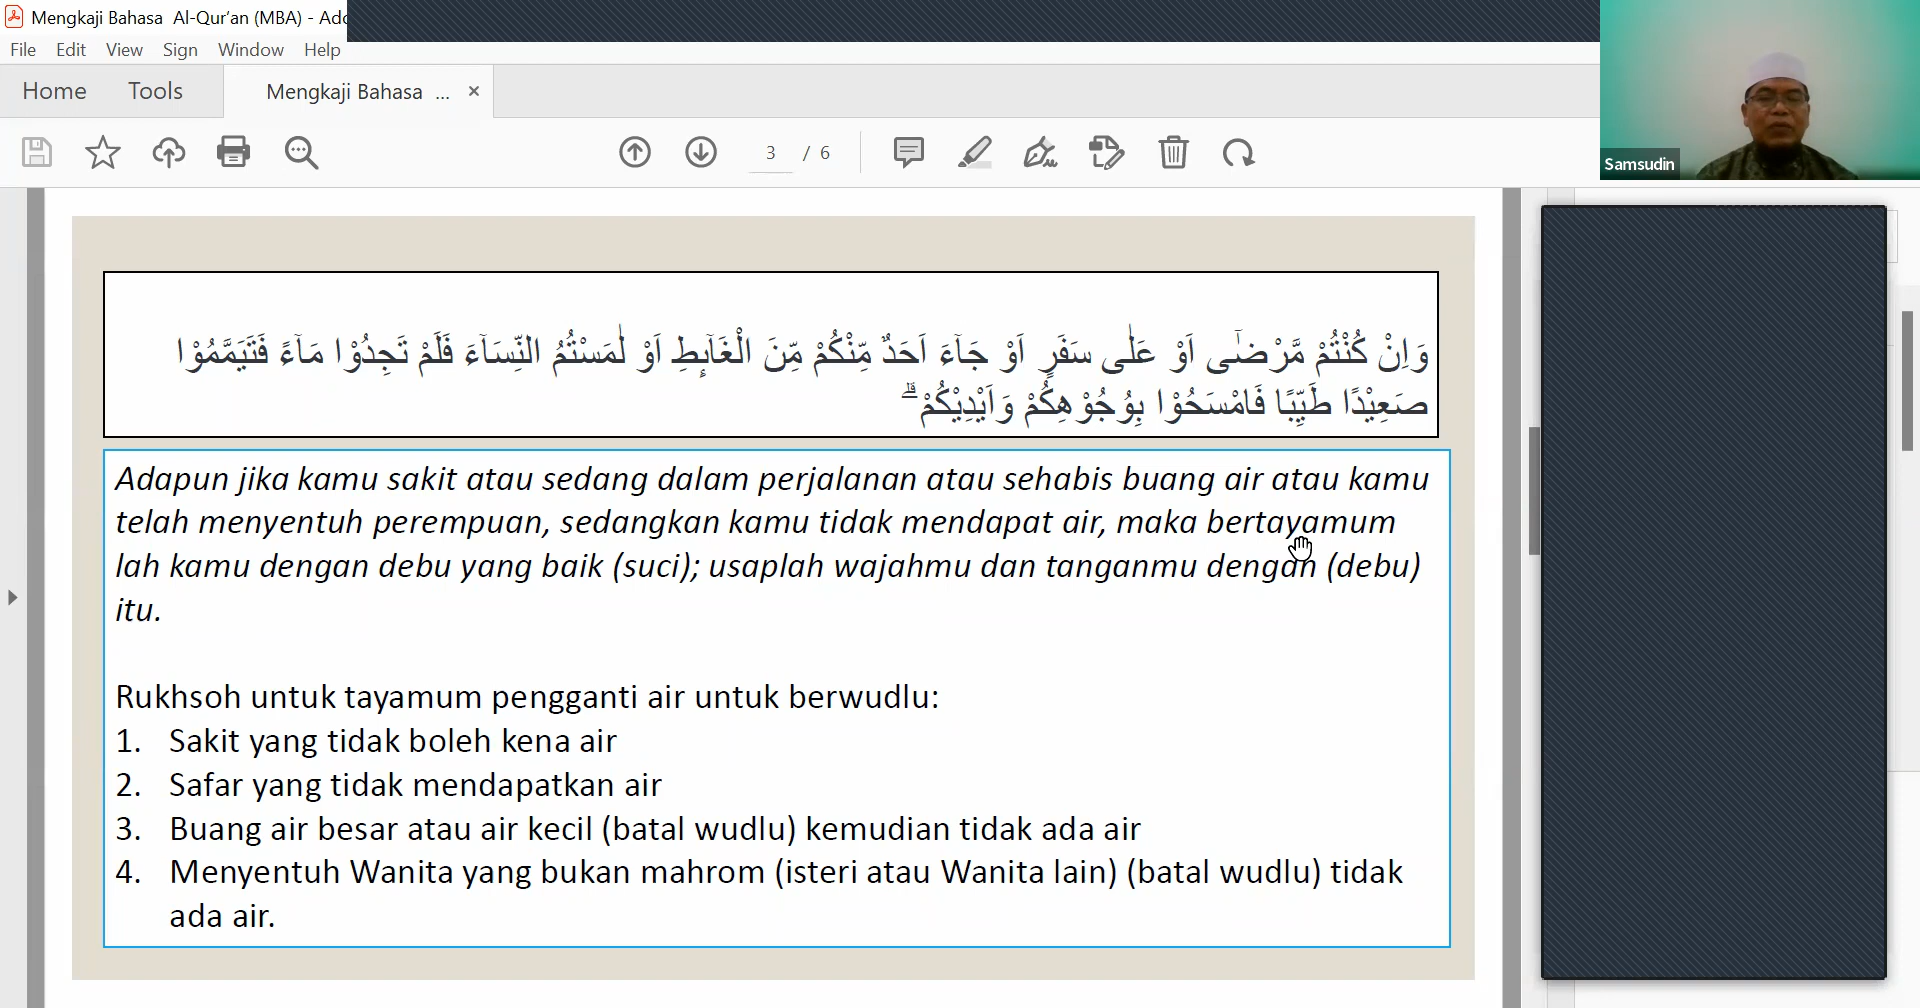 Mengkaji Bahasa Al-Qur'an (MBA) - Ado
File Edit View Sign Window Help
Home Tools Mengkaji Bahasa ... ×
3 / 6
Samsudin
وَاِنْ كُنْتُمْ مَّرْضٰٓى اَوْ عَلٰى سَفَرٍ اَوْ جَاۤءَ اَحَدٌ مِّنْكُمْ مِّنَ الْغَاۤىِٕطِ اَوْ لٰمَسْتُمُ النِّسَاۤءَ فَلَمْ تَجِدُوْا مَاۤءً فَتَيَمَّمُوْا
صَعِيْدًا طَيِّبًا فَامْسَحُوْا بِوُجُوْهِكُمْ وَاَيْدِيْكُمْ ۗ
Adapun jika kamu sakit atau sedang dalam perjalanan atau sehabis buang air atau kamu
telah menyentuh perempuan, sedangkan kamu tidak mendapat air, maka bertayamum
lah kamu dengan debu yang baik (suci); usaplah wajahmu dan tanganmu dengan (debu)
itu.
Rukhsoh untuk tayamum pengganti air untuk berwudlu:
1. Sakit yang tidak boleh kena air
2. Safar yang tidak mendapatkan air
3. Buang air besar atau air kecil (batal wudlu) kemudian tidak ada air
4. Menyentuh Wanita yang bukan mahrom (isteri atau Wanita lain) (batal wudlu) tidak
ada air.